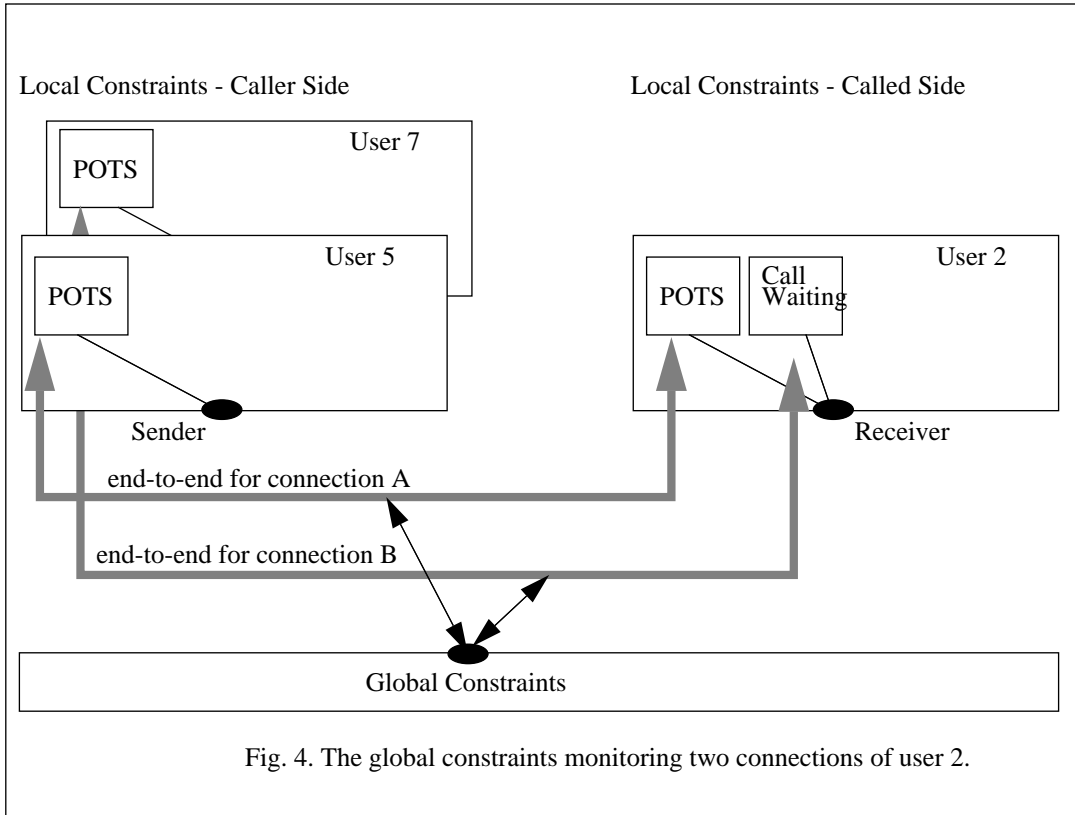 Local Constraints - Caller Side
Local Constraints - Called Side
User 7
POTS
User 5
POTS
User 2
POTS
Call
Waiting
Sender
Receiver
end-to-end for connection A
end-to-end for connection B
Global Constraints
Fig. 4. The global constraints monitoring two connections of user 2.